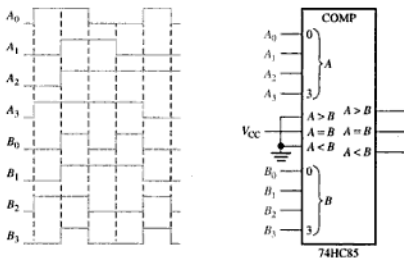 A0
A1
A2
A3
B0
B1
B2
B3
COMP
A0
A1
A2
A3
0
3
A
VCC
A > B
A = B
A < B
A > B
A = B
A < B
B0
B1
B2
B3
0
3
B
74HC85